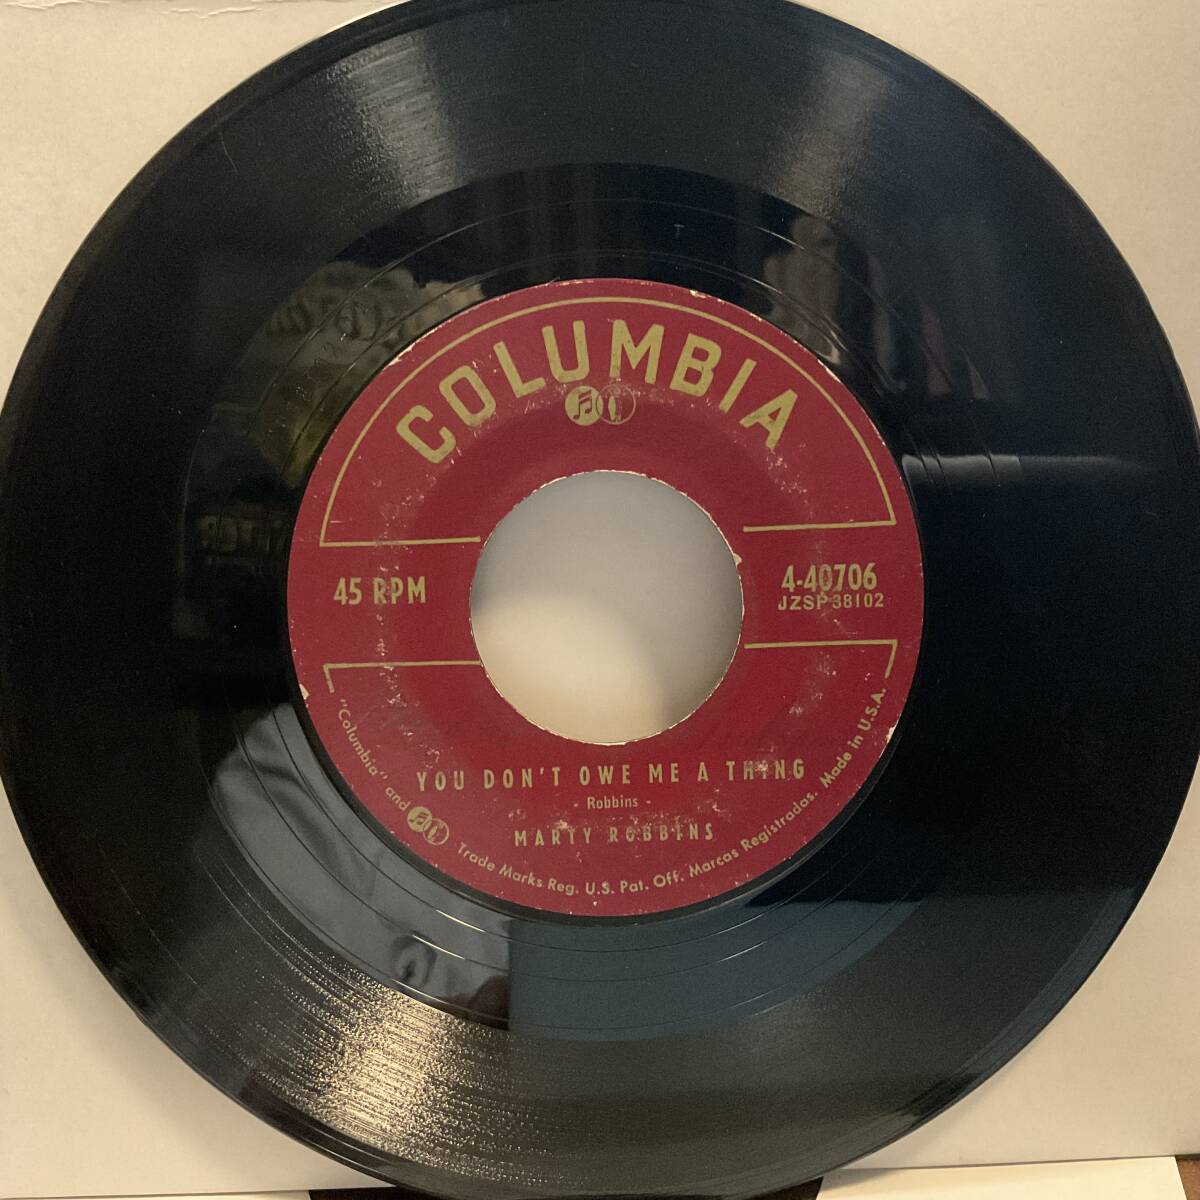 COLUMBIA
45 RPM
4-40706
JZSP 38102
YOU DON'T OWE ME A THING
- Robbins -
MARTY ROBBINS
"Columbia" and Trade Marks Reg. U.S. Pat. Off. Marcas Registradas. Made in U.S.A.